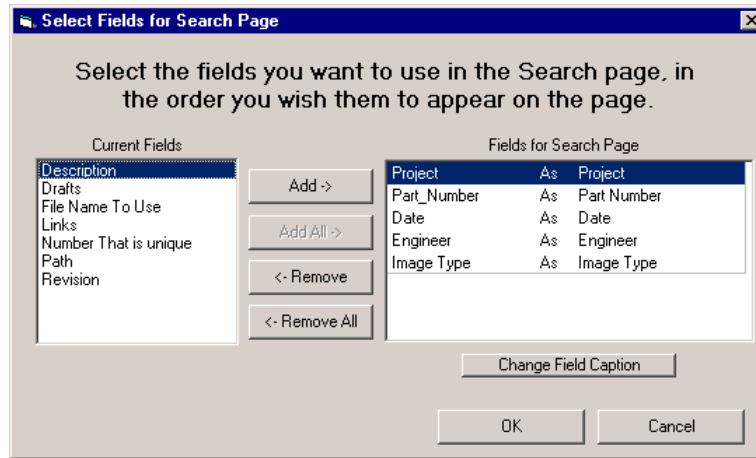 Select Fields for Search Page
Select the fields you want to use in the Search page, in
the order you wish them to appear on the page.
Current Fields
Description
Drafts
File Name To Use
Links
Number That is unique
Path
Revision
Add ->
Add All ->
<- Remove
<- Remove All
Fields for Search Page
Project As Project
Part_Number As Part Number
Date As Date
Engineer As Engineer
Image Type As Image Type
Change Field Caption
OK Cancel